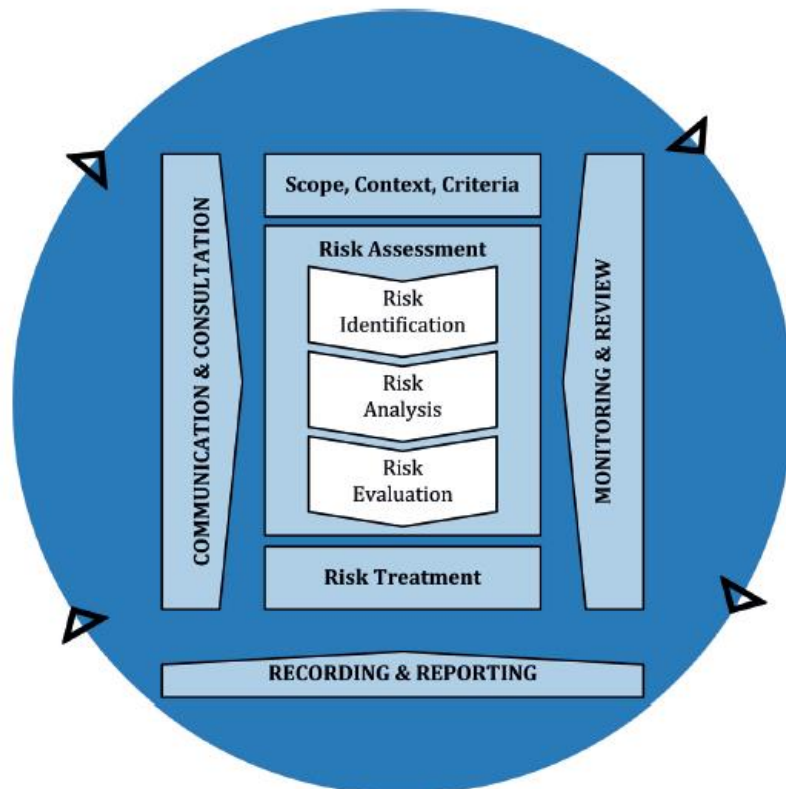 Scope, Context, Criteria
Risk Assessment
Risk
Identification
Risk
Analysis
Risk
Evaluation
Risk Treatment
COMMUNICATION & CONSULTATION
MONITORING & REVIEW
RECORDING & REPORTING